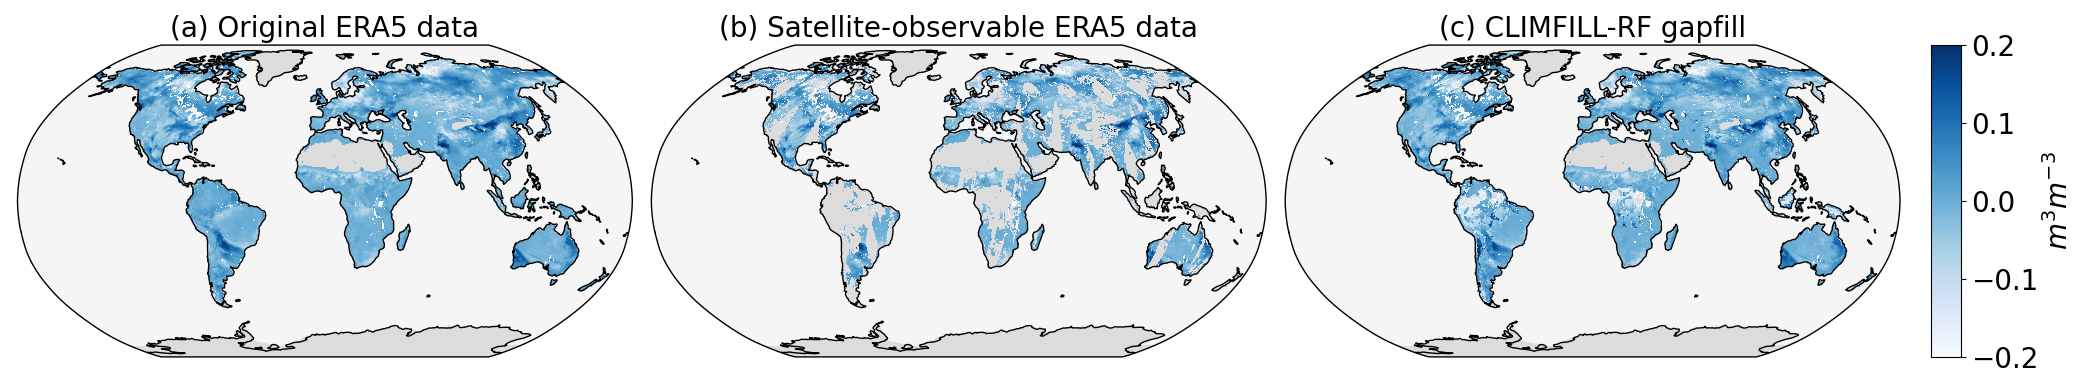 (a) Original ERA5 data
(b) Satellite-observable ERA5 data
(c) CLIMFILL-RF gapfill
0.2
0.1
0.0
−0.1
−0.2
m³m⁻³